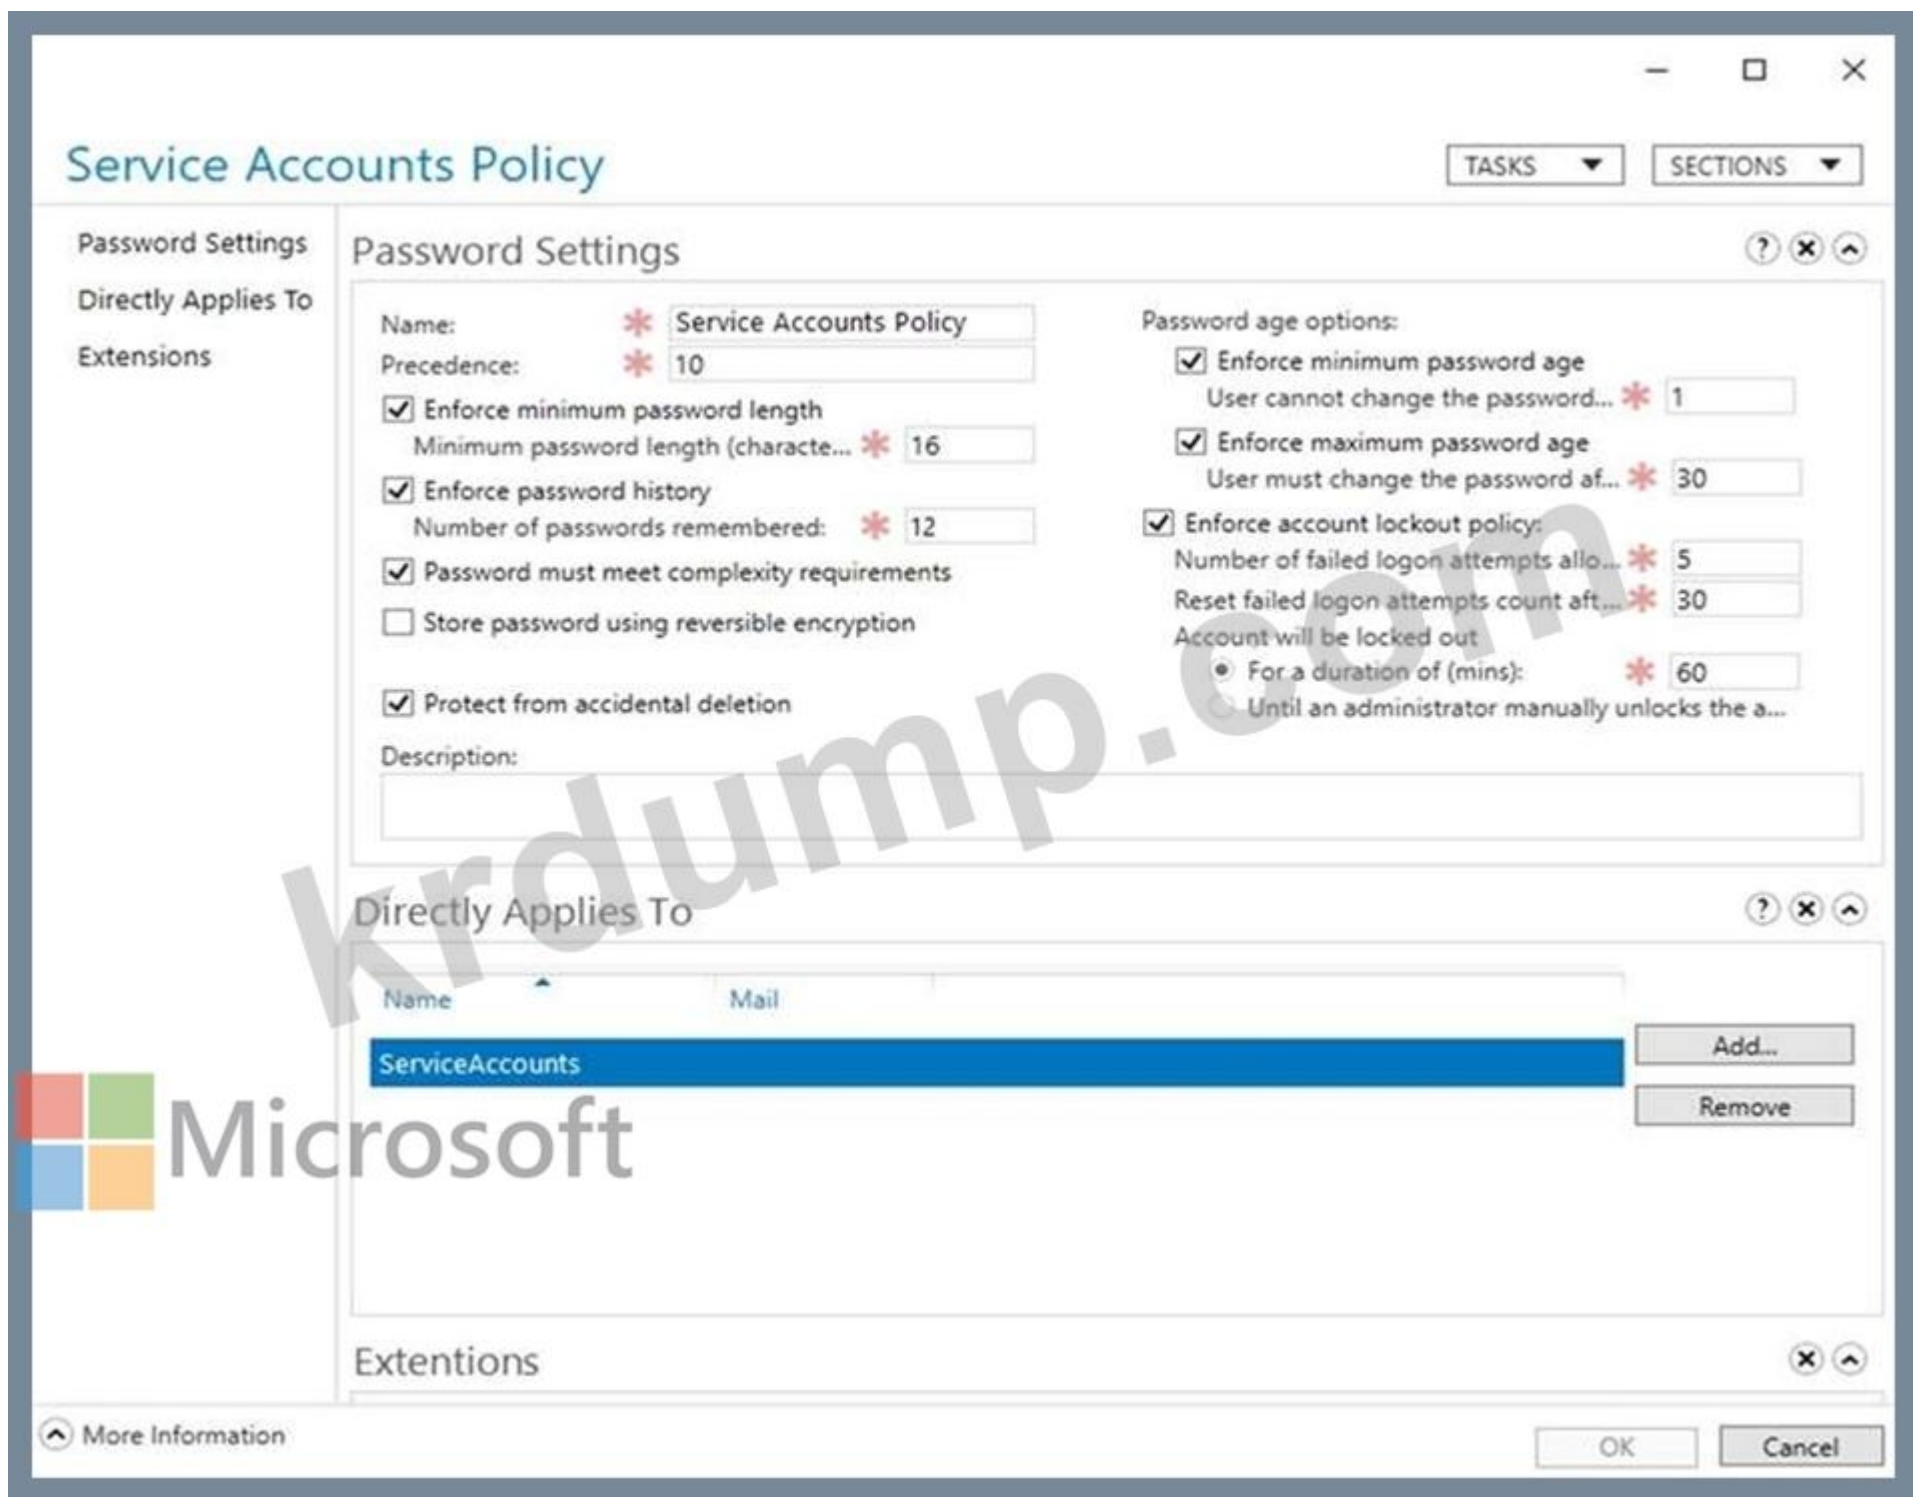 Service Accounts Policy
TASKS
SECTIONS
Password Settings
Directly Applies To
Extensions
Password Settings
Name:
Service Accounts Policy
Precedence:
10
Enforce minimum password length
Minimum password length (characte...
16
Enforce password history
Number of passwords remembered:
12
Password must meet complexity requirements
Store password using reversible encryption
Protect from accidental deletion
Description:
Password age options:
Enforce minimum password age
User cannot change the password...
1
Enforce maximum password age
User must change the password af...
30
Enforce account lockout policy:
Number of failed logon attempts allo...
5
Reset failed logon attempts count aft...
30
Account will be locked out
For a duration of (mins):
60
Until an administrator manually unlocks the a...
krdump.com
Directly Applies To
Name
Mail
ServiceAccounts
Add...
Remove
Microsoft
Extentions
More Information
OK
Cancel